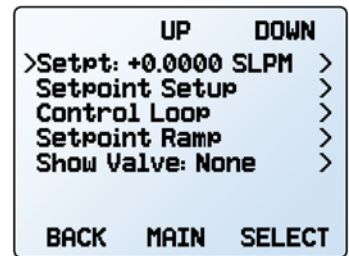 UP DOWN
>Setpt: +0.0000 SLPM >
Setpoint Setup >
Control Loop >
Setpoint Ramp >
Show Valve: None >
BACK MAIN SELECT